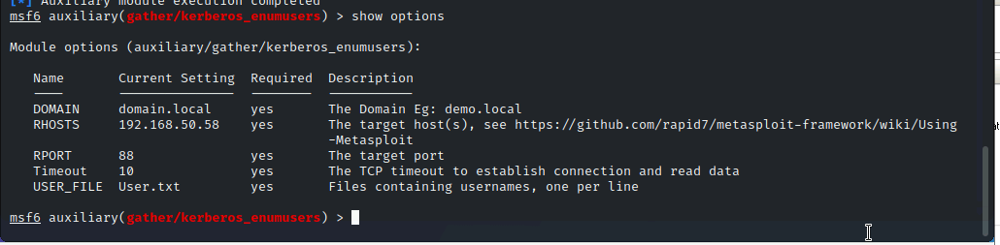 [*] Auxiliary module execution completed
msf6 auxiliary(gather/kerberos_enumusers) > show options
Module options (auxiliary/gather/kerberos_enumusers):
Name Current Setting Required Description
DOMAIN domain.local yes The Domain Eg: demo.local
RHOSTS 192.168.50.58 yes The target host(s), see https://github.com/rapid7/metasploit-framework/wiki/Using
-Metasploit
RPORT 88 yes The target port
Timeout 10 yes The TCP timeout to establish connection and read data
USER_FILE User.txt yes Files containing usernames, one per line
msf6 auxiliary(gather/kerberos_enumusers) >